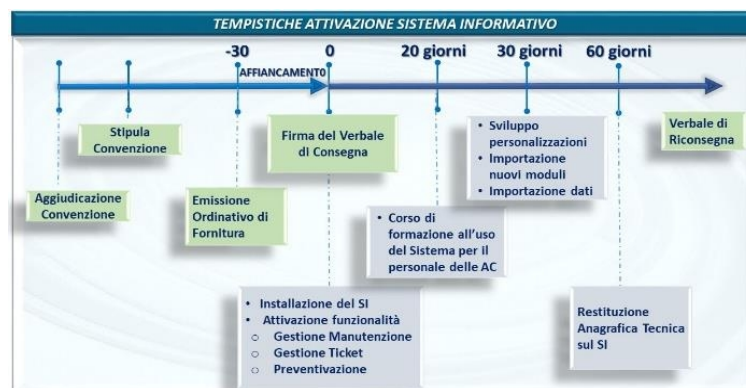 TEMPISTICHE ATTIVAZIONE SISTEMA INFORMATIVO
-30
0
20 giorni
30 giorni
60 giorni
AFFIANCAMENTO
Stipula
Convenzione
Aggiudicazione
Convenzione
Emissione
Ordinativo di
Fornitura
Firma del Verbale
di Consegna
• Installazione del SI
• Attivazione funzionalità
o Gestione Manutenzione
o Gestione Ticket
o Preventivazione
• Corso di
formazione all'uso
del Sistema per il
personale delle AC
• Sviluppo
personalizzazioni
• Importazione
nuovi moduli
• Importazione dati
Restituzione
Anagrafica Tecnica
sul SI
Verbale di
Riconsegna